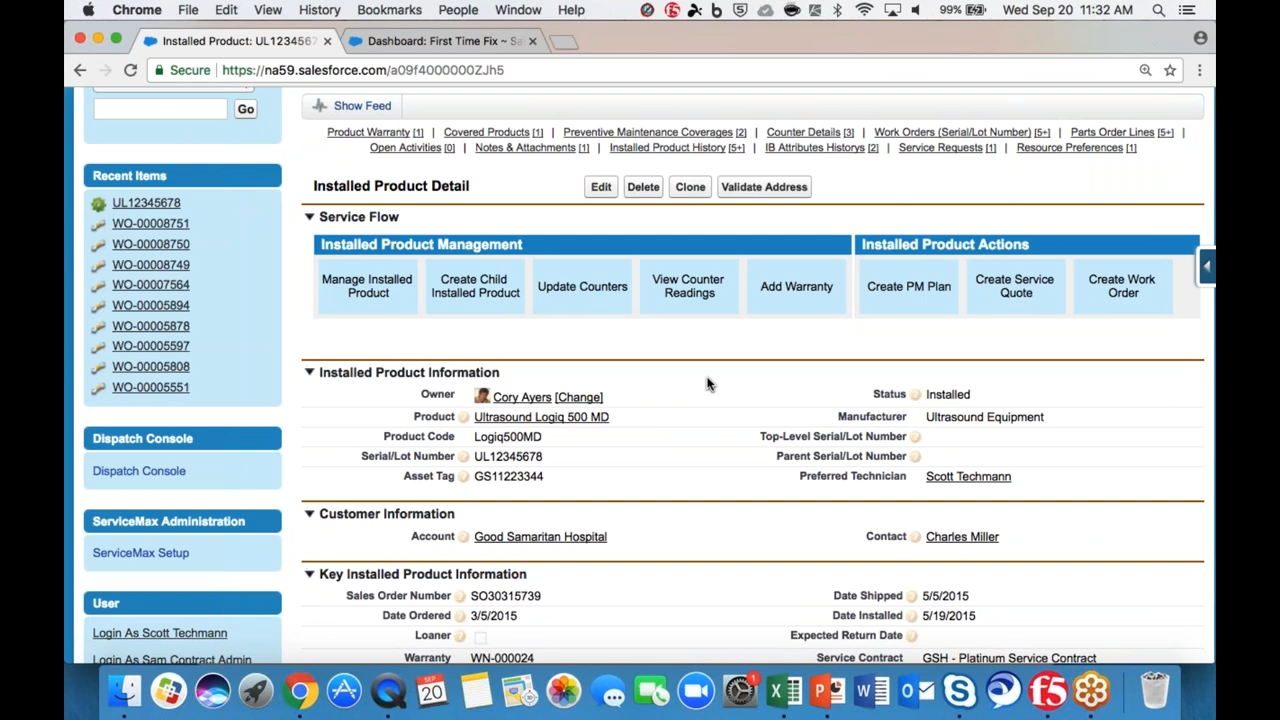 Chrome File Edit View History Bookmarks People Window Help 99% Wed Sep 20 11:32 AM
Installed Product: UL1234567 Dashboard: First Time Fix ~ Sa
Secure https://na59.salesforce.com/a09f4000000ZJh5
Go
Show Feed
Product Warranty [1] | Covered Products [1] | Preventive Maintenance Coverages [2] | Counter Details [3] | Work Orders (Serial/Lot Number) [5+] | Parts Order Lines [5+] |
Open Activities [0] | Notes & Attachments [1] | Installed Product History [5+] | IB Attributes Historys [2] | Service Requests [1] | Resource Preferences [1]
Recent Items
UL12345678
WO-00008751
WO-00008750
WO-00008749
WO-00007564
WO-00005894
WO-00005878
WO-00005597
WO-00005808
WO-00005551
Dispatch Console
Dispatch Console
ServiceMax Administration
ServiceMax Setup
User
Login As Scott Techmann
Login As Sam Contract Admin
Installed Product Detail Edit Delete Clone Validate Address
Service Flow
Installed Product Management Installed Product Actions
Manage Installed Product Create Child Installed Product Update Counters View Counter Readings Add Warranty Create PM Plan Create Service Quote Create Work Order
Installed Product Information
Owner Cory Ayers [Change] Status Installed
Product Ultrasound Logiq 500 MD Manufacturer Ultrasound Equipment
Product Code Logiq500MD Top-Level Serial/Lot Number
Serial/Lot Number UL12345678 Parent Serial/Lot Number
Asset Tag GS11223344 Preferred Technician Scott Techmann
Customer Information
Account Good Samaritan Hospital Contact Charles Miller
Key Installed Product Information
Sales Order Number SO30315739 Date Shipped 5/5/2015
Date Ordered 3/5/2015 Date Installed 5/19/2015
Loaner Expected Return Date
Warranty WN-000024 Service Contract GSH - Platinum Service Contract
SEP 20 1 f5